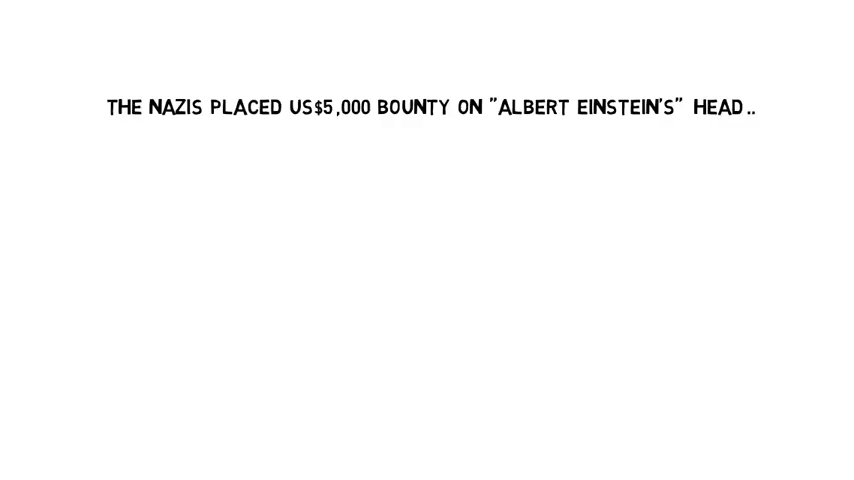 THE NAZIS PLACED US$5,000 BOUNTY ON "ALBERT EINSTEIN'S" HEAD..